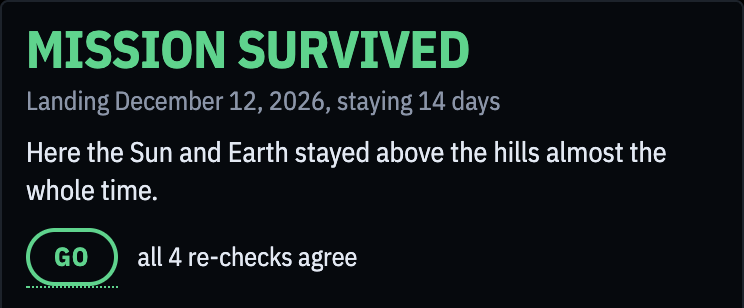 MISSION SURVIVED
Landing December 12, 2026, staying 14 days
Here the Sun and Earth stayed above the hills almost the
whole time.
GO all 4 re-checks agree